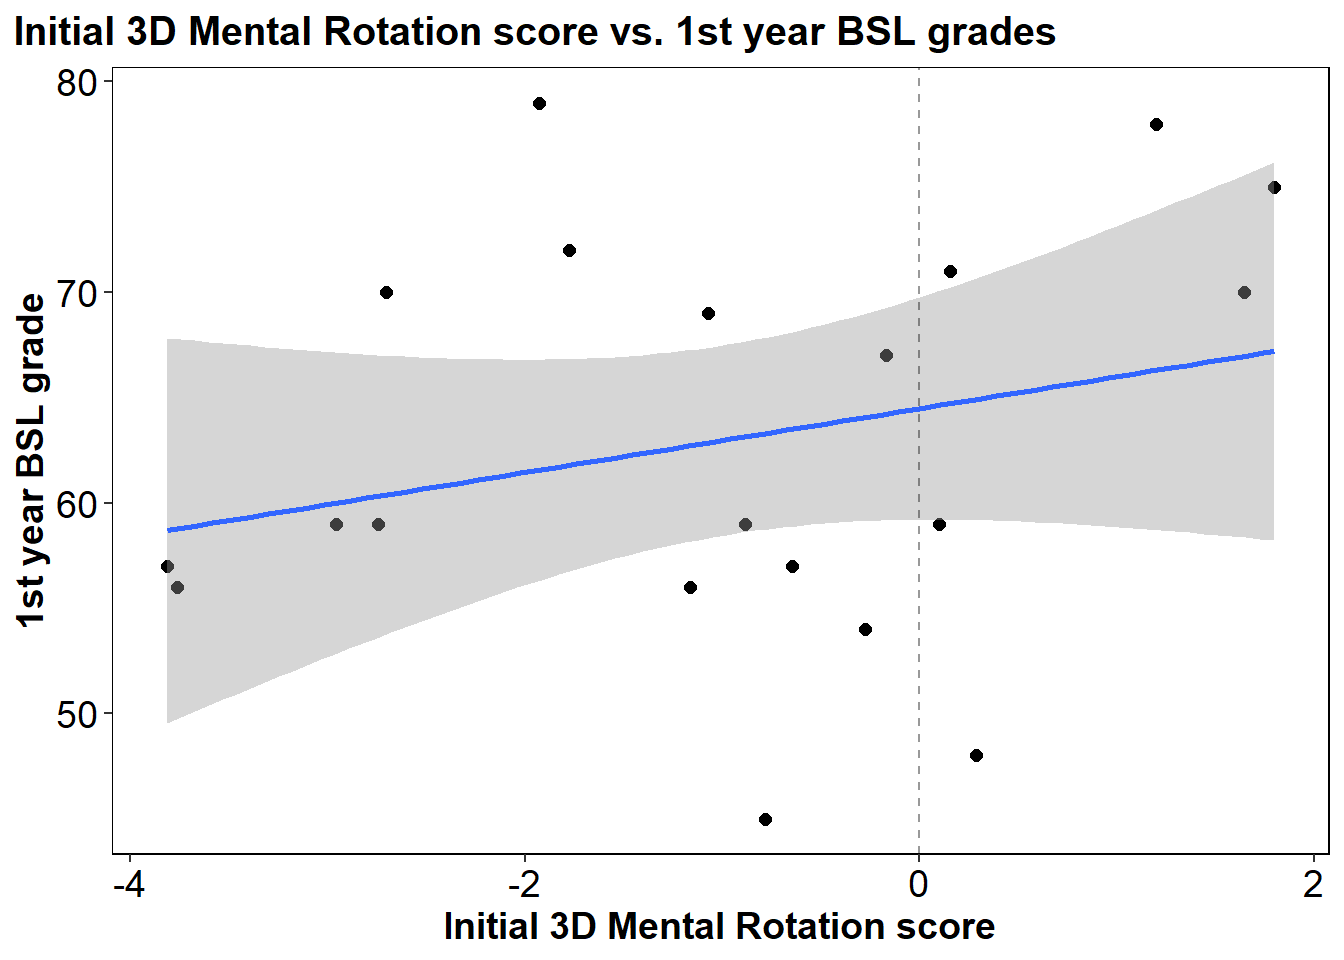 Initial 3D Mental Rotation score vs. 1st year BSL grades
80
70
60
50
1st year BSL grade
-4
-2
0
2
Initial 3D Mental Rotation score